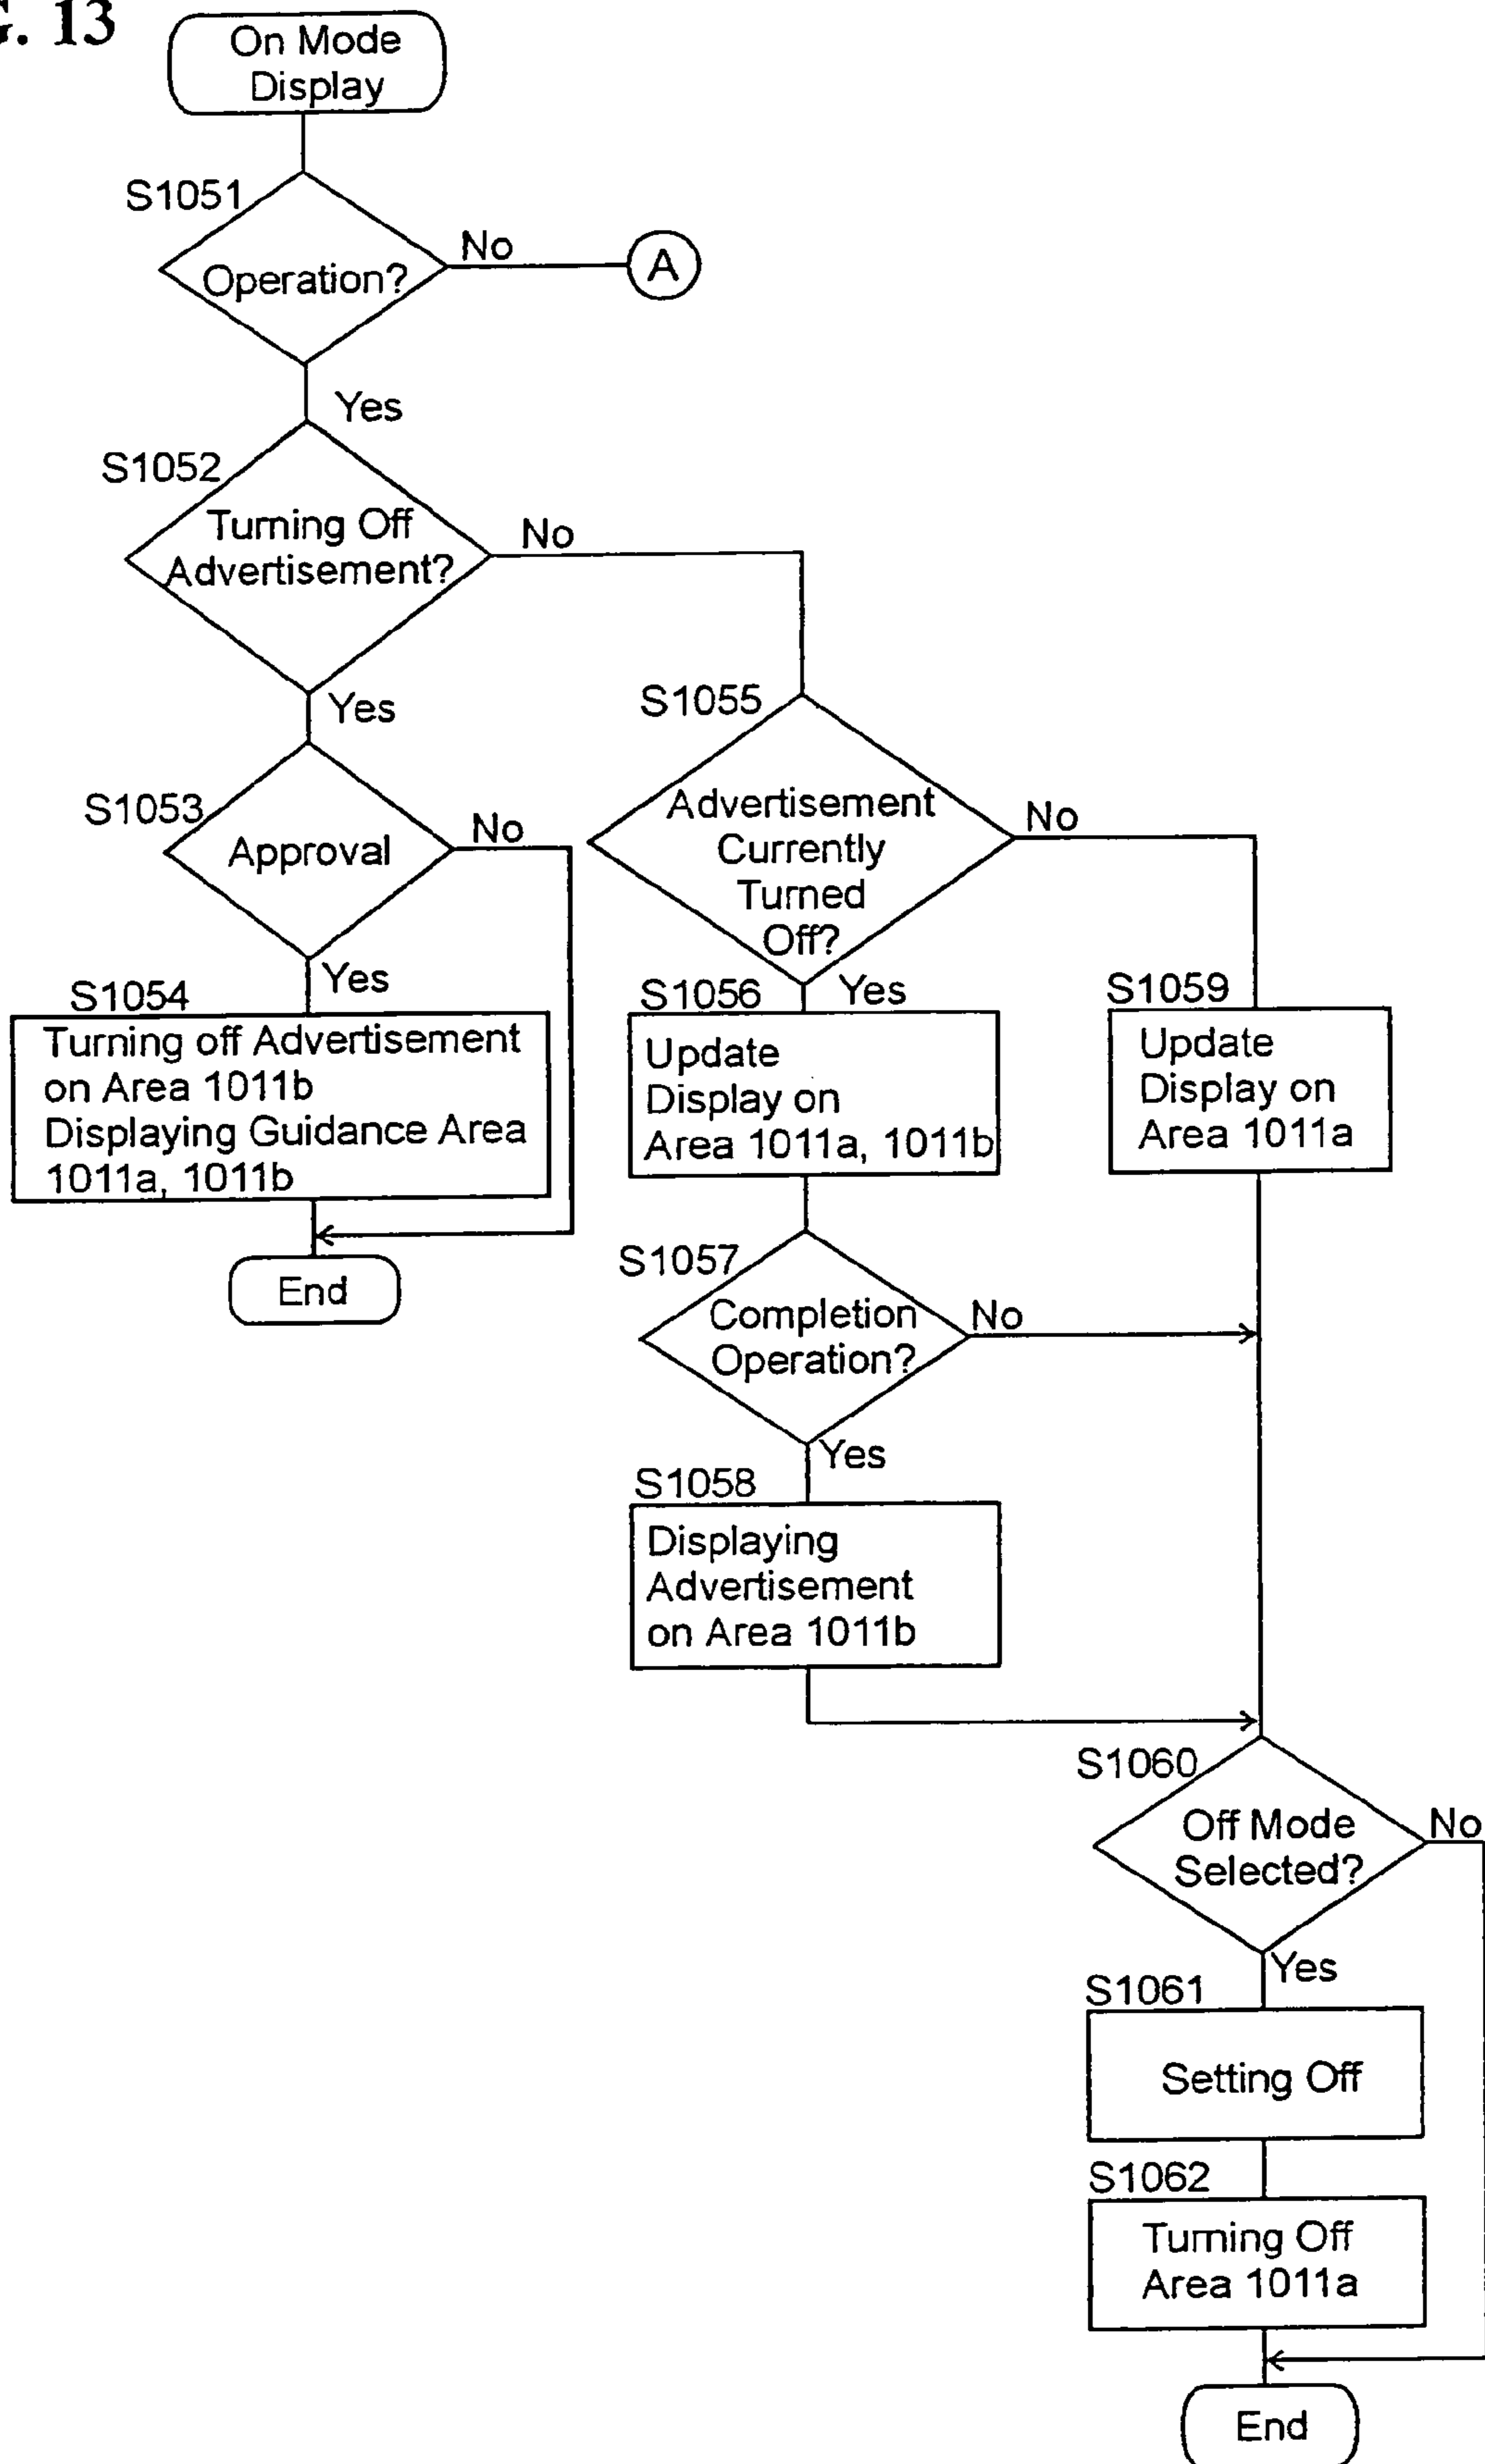 G. 13
On Mode
Display
S1051
Operation?
No
A
Yes
S1052
Turning Off
Advertisement?
No
Yes
S1053
Approval
No
Yes
S1054
Turning off Advertisement
on Area 1011b
Displaying Guidance Area
1011a, 1011b
End
S1055
Advertisement
Currently
Turned
Off?
No
Yes
S1056
Update
Display on
Area 1011a, 1011b
S1059
Update
Display on
Area 1011a
S1057
Completion
Operation?
No
Yes
S1058
Displaying
Advertisement
on Area 1011b
S1060
Off Mode
Selected?
No
Yes
S1061
Setting Off
S1062
Turning Off
Area 1011a
End